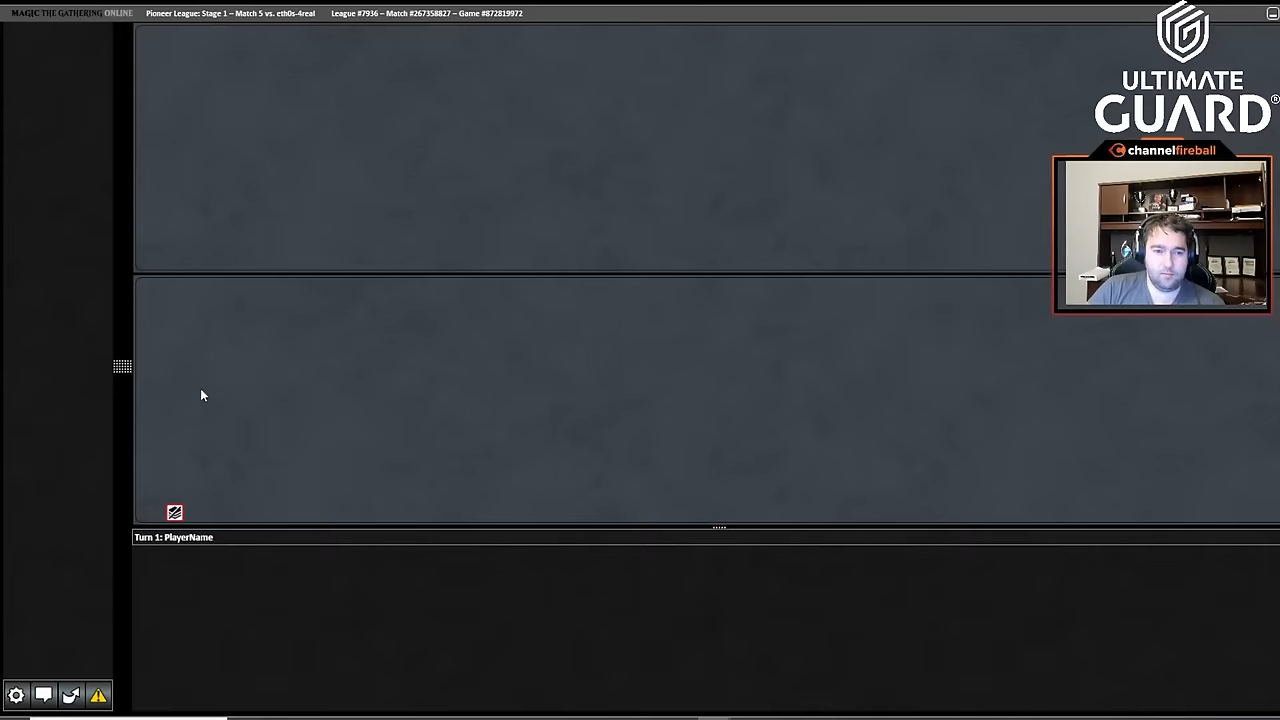 MAGIC THE GATHERING ONLINE
Pioneer League: Stage 1 – Match 5 vs. eth0s-4real
League #7936 – Match #267358827 – Game #872819972
ULTIMATE
GUARD®
channelfireball
Turn 1: PlayerName